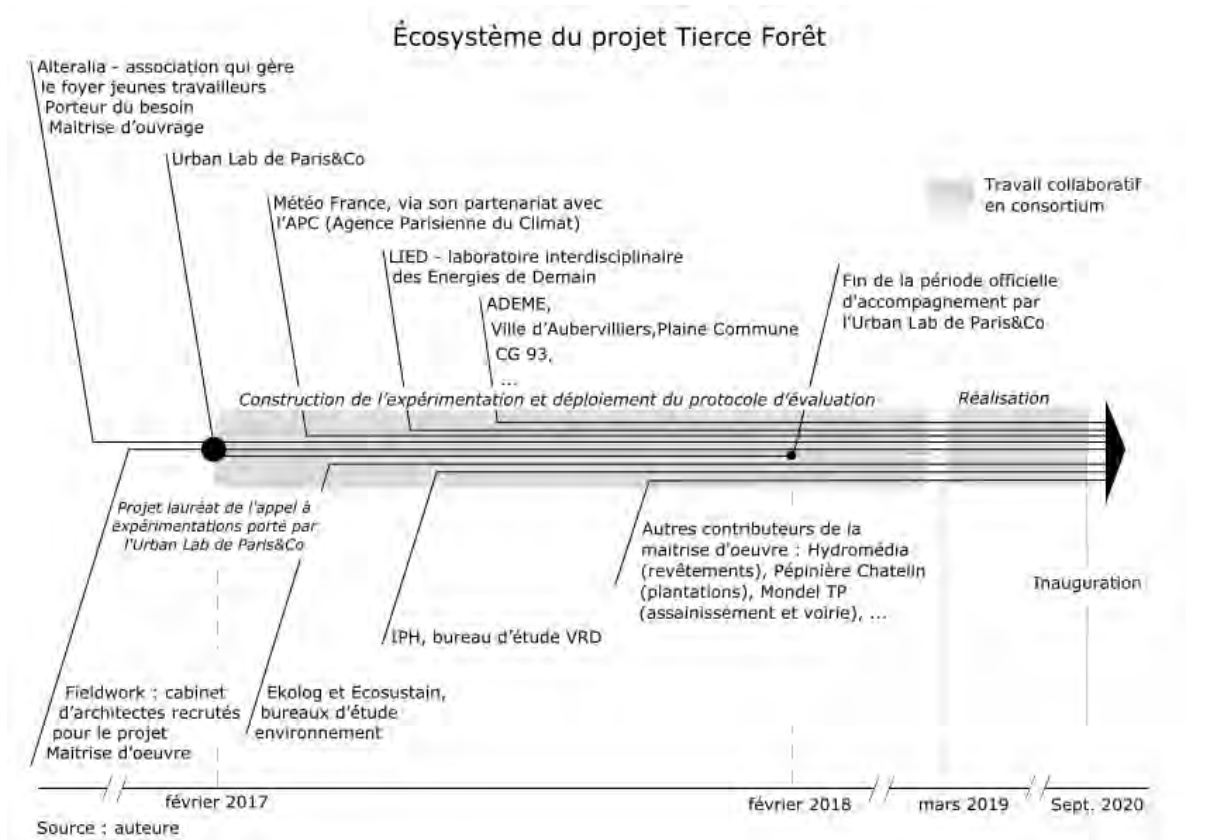 Écosystème du projet Tierce Forêt
Alteralia - association qui gère
le foyer jeunes travailleurs
Porteur du besoin
Maitrise d'ouvrage
Urban Lab de Paris&Co
Météo France, via son partenariat avec
l'APC (Agence Parisienne du Climat)
LIED - laboratoire interdisciplinaire
des Energies de Demain
ADEME,
Ville d'Aubervilliers,Plaine Commune
CG 93,
...
Travail collaboratif
en consortium
Fin de la période officielle
d'accompagnement par
l'Urban Lab de Paris&Co
Construction de l'expérimentation et déploiement du protocole d'évaluation
Réalisation
Projet lauréat de l'appel à
expérimentations porté par
l'Urban Lab de Paris&Co
Autres contributeurs de la
maitrise d'oeuvre : Hydromédia
(revêtements), Pépinière Chatelin
(plantations), Mondel TP
(assainissement et voirie), ...
Inauguration
IPH, bureau d'étude VRD
Fieldwork : cabinet
d'architectes recrutés
pour le projet
Maitrise d'oeuvre
Ekolog et Ecosustain,
bureaux d'étude
environnement
février 2017
février 2018
mars 2019
Sept. 2020
Source : auteure